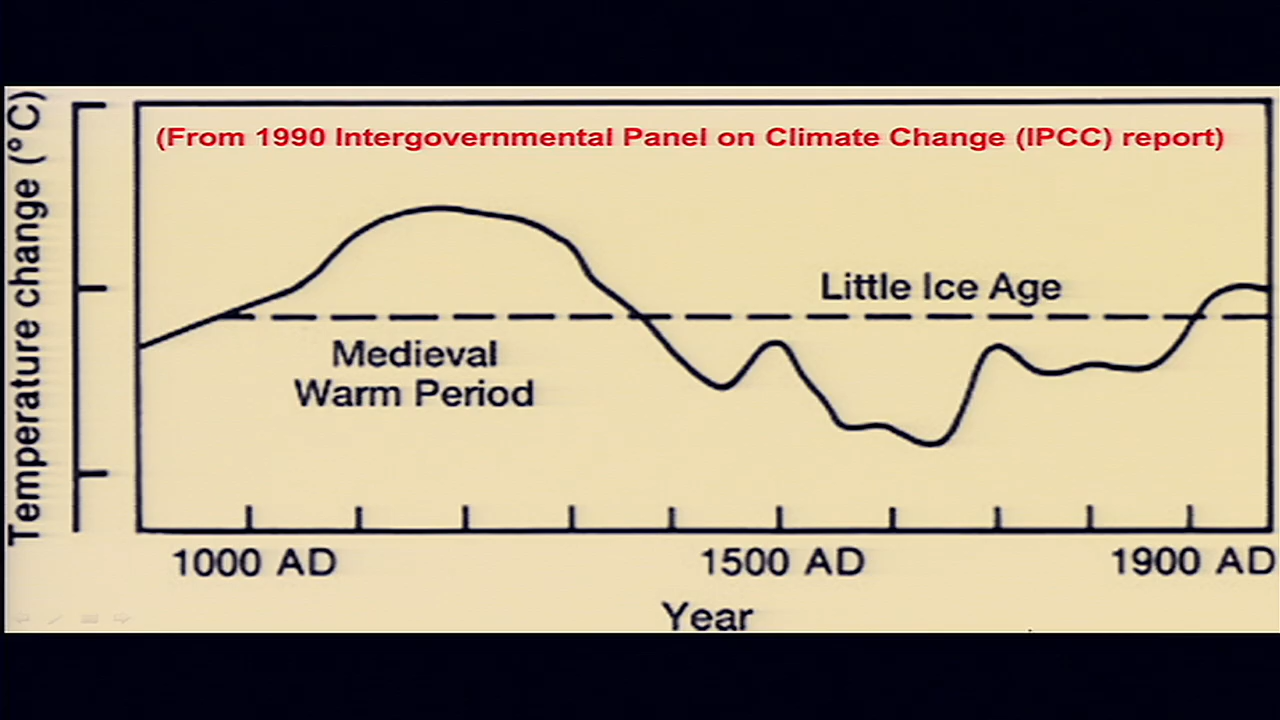 (From 1990 Intergovernmental Panel on Climate Change (IPCC) report)
Temperature change (°C)
Little Ice Age
Medieval
Warm Period
1000 AD
1500 AD
1900 AD
Year